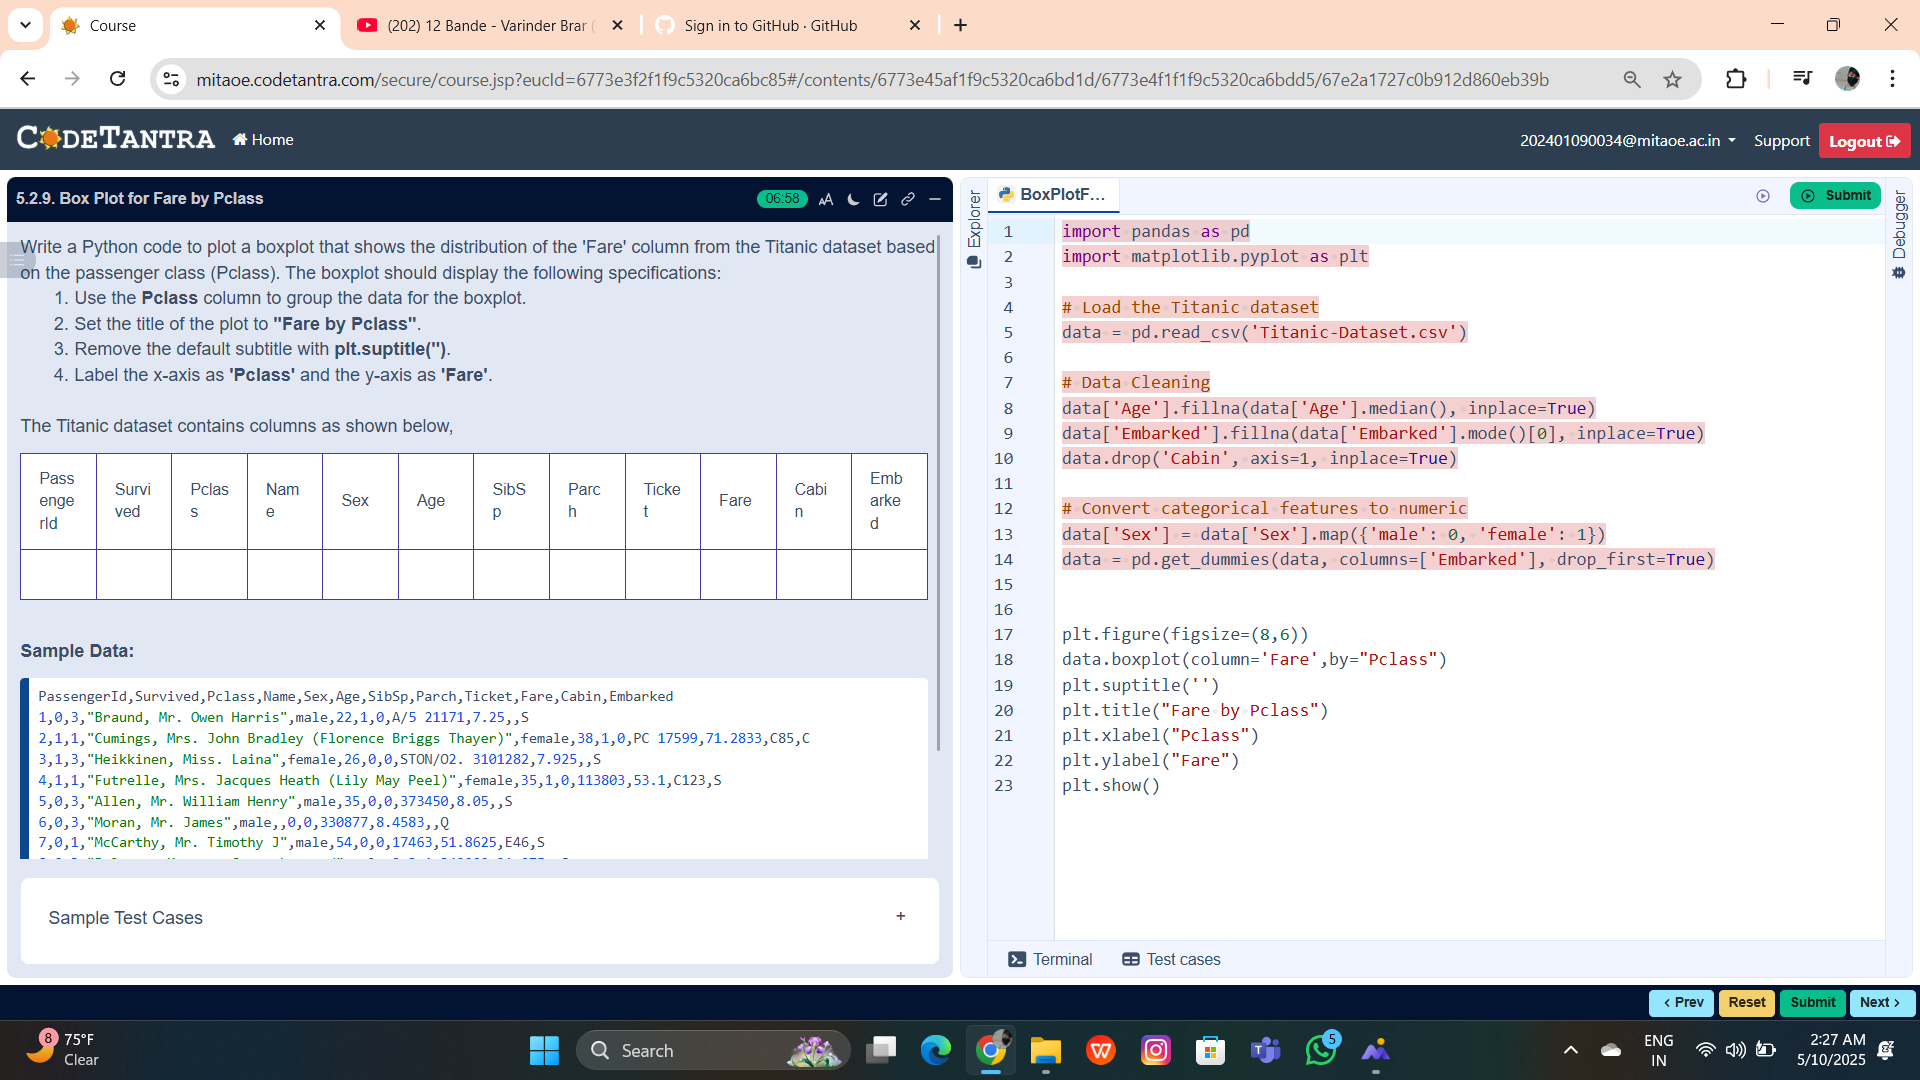 Course
(202) 12 Bande - Varinder Brar (
Sign in to GitHub · GitHub
mitaoe.codetantra.com/secure/course.jsp?eucId=6773e3f2f1f9c5320ca6bc85#/contents/6773e45af1f9c5320ca6bd1d/6773e4f1f1f9c5320ca6bdd5/67e2a1727c0b912d860eb39b
CODETANTRA
Home
202401090034@mitaoe.ac.in
Support
Logout
5.2.9. Box Plot for Fare by Pclass
06:58
AA
Write a Python code to plot a boxplot that shows the distribution of the 'Fare' column from the Titanic dataset based
on the passenger class (Pclass). The boxplot should display the following specifications:
1. Use the Pclass column to group the data for the boxplot.
2. Set the title of the plot to "Fare by Pclass".
3. Remove the default subtitle with plt.suptitle('').
4. Label the x-axis as 'Pclass' and the y-axis as 'Fare'.
The Titanic dataset contains columns as shown below,
Pass
enge
rId
Survi
ved
Pclas
s
Nam
e
Sex
Age
SibS
p
Parc
h
Ticke
t
Fare
Cabi
n
Emb
arke
d
Sample Data:
PassengerId,Survived,Pclass,Name,Sex,Age,SibSp,Parch,Ticket,Fare,Cabin,Embarked
1,0,3,"Braund, Mr. Owen Harris",male,22,1,0,A/5 21171,7.25,,S
2,1,1,"Cumings, Mrs. John Bradley (Florence Briggs Thayer)",female,38,1,0,PC 17599,71.2833,C85,C
3,1,3,"Heikkinen, Miss. Laina",female,26,0,0,STON/O2. 3101282,7.925,,S
4,1,1,"Futrelle, Mrs. Jacques Heath (Lily May Peel)",female,35,1,0,113803,53.1,C123,S
5,0,3,"Allen, Mr. William Henry",male,35,0,0,373450,8.05,,S
6,0,3,"Moran, Mr. James",male,,0,0,330877,8.4583,,Q
7,0,1,"McCarthy, Mr. Timothy J",male,54,0,0,17463,51.8625,E46,S
Sample Test Cases
+
Explorer
BoxPlotF...
Submit
Debugger
1 import pandas as pd
2 import matplotlib.pyplot as plt
3
4 # Load the Titanic dataset
5 data = pd.read_csv('Titanic-Dataset.csv')
6
7 # Data Cleaning
8 data['Age'].fillna(data['Age'].median(), inplace=True)
9 data['Embarked'].fillna(data['Embarked'].mode()[0], inplace=True)
10 data.drop('Cabin', axis=1, inplace=True)
11
12 # Convert categorical features to numeric
13 data['Sex'] = data['Sex'].map({'male': 0, 'female': 1})
14 data = pd.get_dummies(data, columns=['Embarked'], drop_first=True)
15
16
17 plt.figure(figsize=(8,6))
18 data.boxplot(column='Fare',by="Pclass")
19 plt.suptitle('')
20 plt.title("Fare by Pclass")
21 plt.xlabel("Pclass")
22 plt.ylabel("Fare")
23 plt.show()
Terminal
Test cases
< Prev
Reset
Submit
Next >
8
75°F
Clear
Search
5
ENG
IN
2:27 AM
5/10/2025